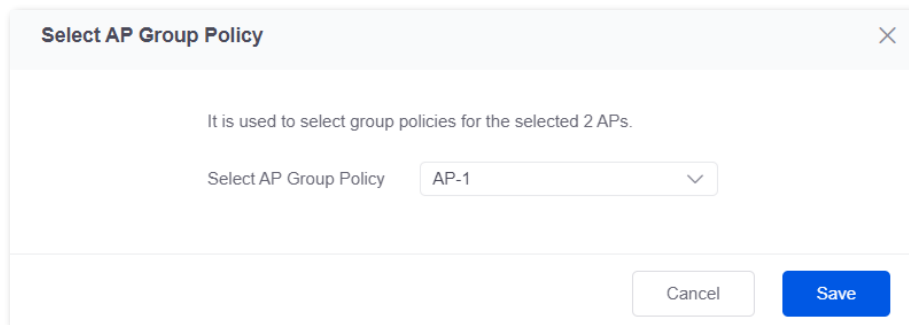 Select AP Group Policy
It is used to select group policies for the selected 2 APs.
Select AP Group Policy AP-1
Cancel Save